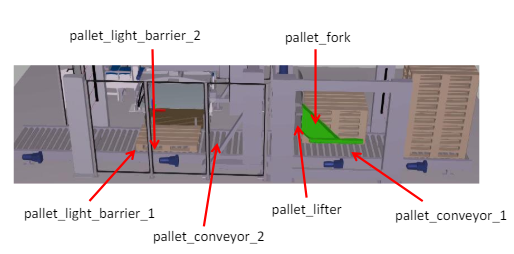 pallet_light_barrier_2
pallet_fork
pallet_light_barrier_1
pallet_lifter
pallet_conveyor_1
pallet_conveyor_2